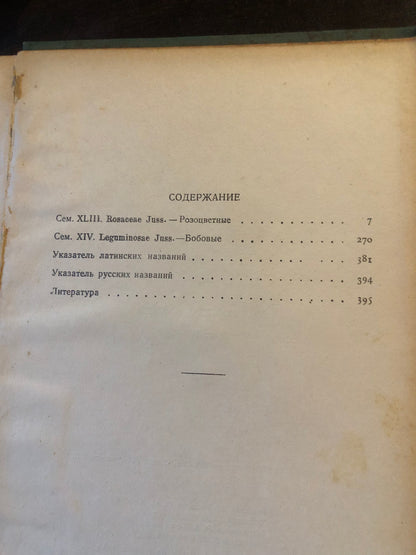 СОДЕРЖАНИЕ
Сем. XLIII. Rosaceae Juss. — Розоцветные . . . . . . . . . . . 7
Сем. XIV. Leguminosae Juss. — Бобовые . . . . . . . . . . . 270
Указатель латинских названий . . . . . . . . . . . . . . 381
Указатель русских названий . . . . . . . . . . . . . . . . 394
Литература . . . . . . . . . . . . . . . . . . . . . . . 395